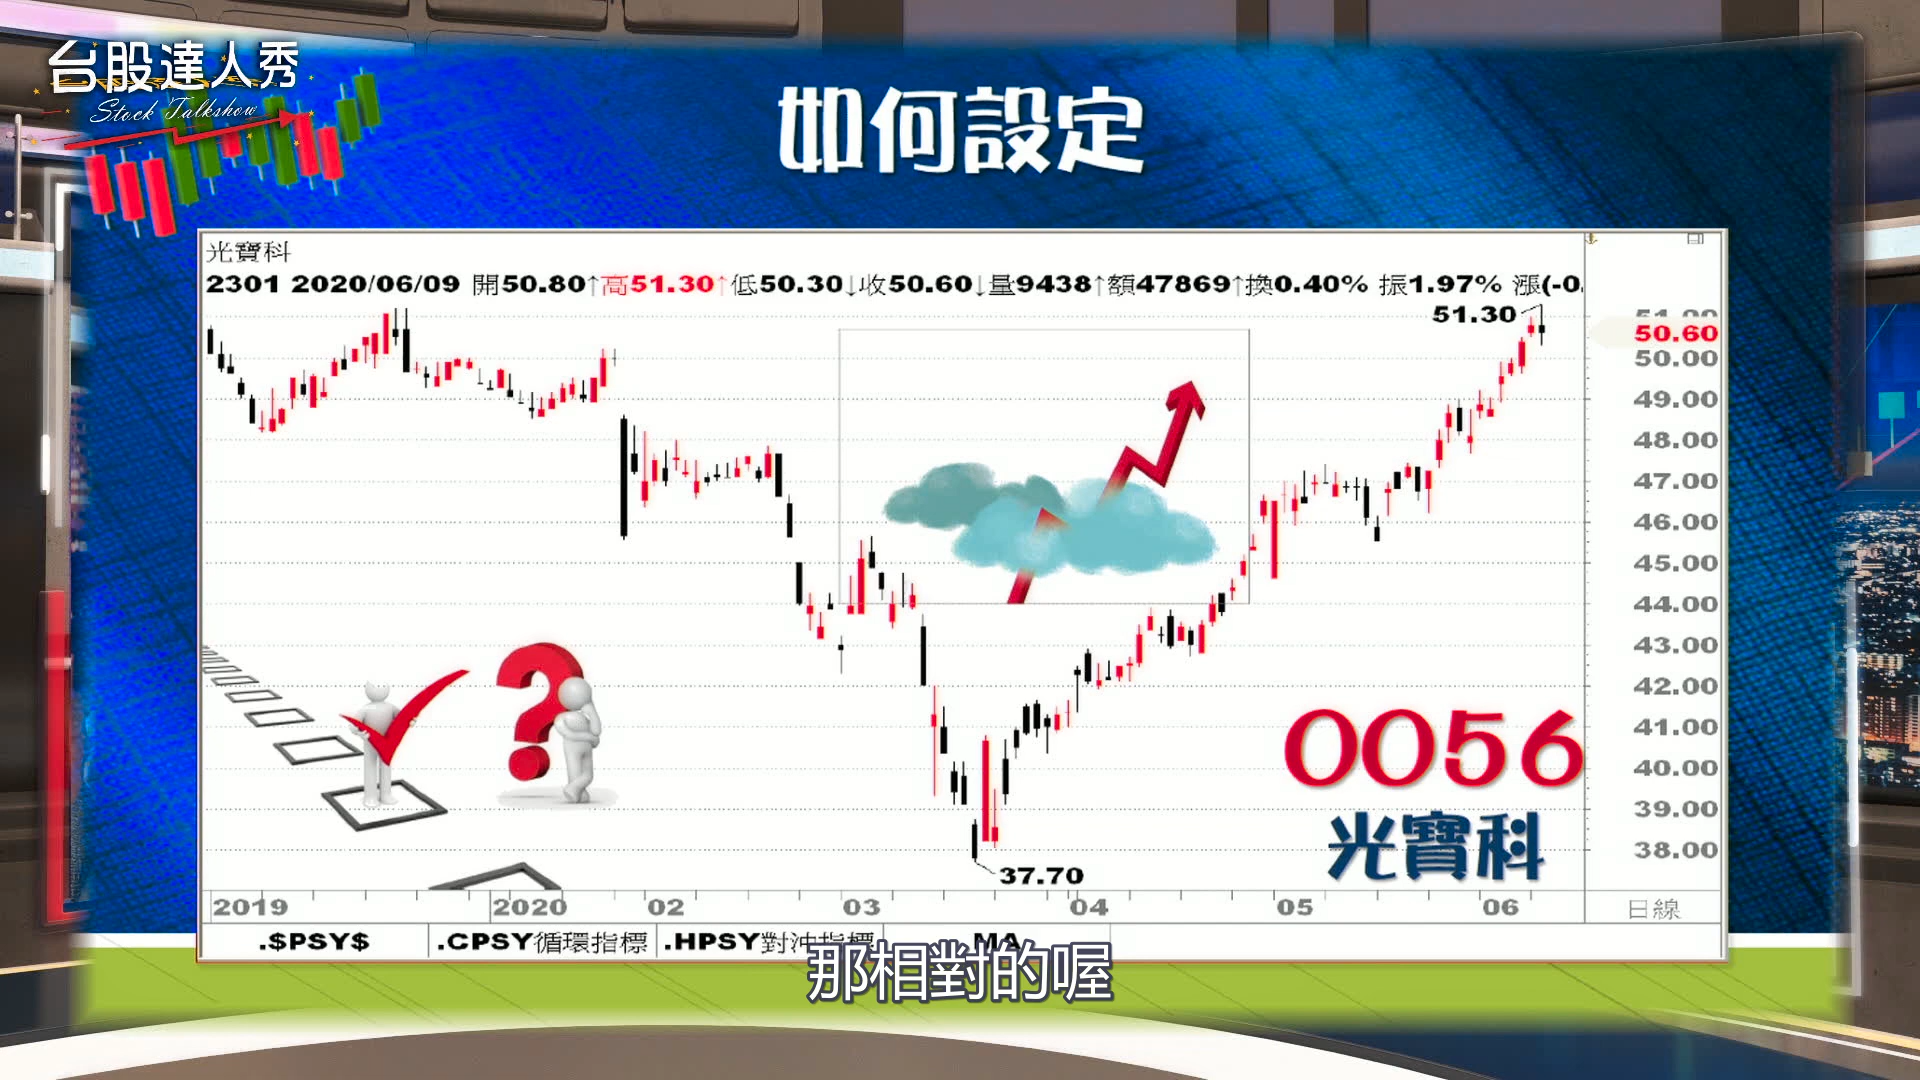 台股達人秀
Stock Talkshow
如何設定
光寶科
2301 2020/06/09 開50.80↑高51.30↑低50.30↓收50.60↓量9438↑額47869↑換0.40% 振1.97% 漲(-0.
51.30
51.00
50.60
50.00
49.00
48.00
47.00
46.00
45.00
44.00
43.00
42.00
41.00
40.00
39.00
38.00
0056
光寶科
37.70
2019 2020 02 03 04 05 06 日線
.$PSY$ .CPSY循環指標 .HPSY對沖指標 MA
那相對的喔